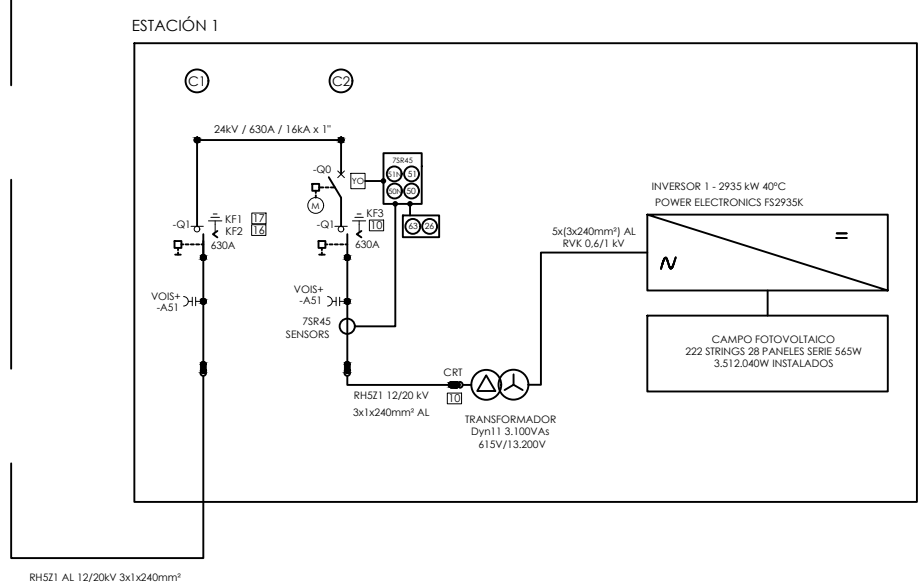 ESTACIÓN 1
C1
C2
24kV / 630A / 16kA x 1"
-Q0
YO
7SR45
51N 51
50N 50
M
63 26
-Q1
KF1 17
KF2 16
630A
-Q1
KF3
10
630A
VOIS+
-A51
VOIS+
-A51
7SR45
SENSORS
CRT
10
RH5Z1 12/20 kV
3x1x240mm² AL
TRANSFORMADOR
Dyn11 3.100VAs
615V/13.200V
5x(3x240mm²) AL
RVK 0,6/1 kV
INVERSOR 1 - 2935 kW 40°C
POWER ELECTRONICS FS2935K
CAMPO FOTOVOLTAICO
222 STRINGS 28 PANELES SERIE 565W
3.512.040W INSTALADOS
RH5Z1 AL 12/20kV 3x1x240mm²